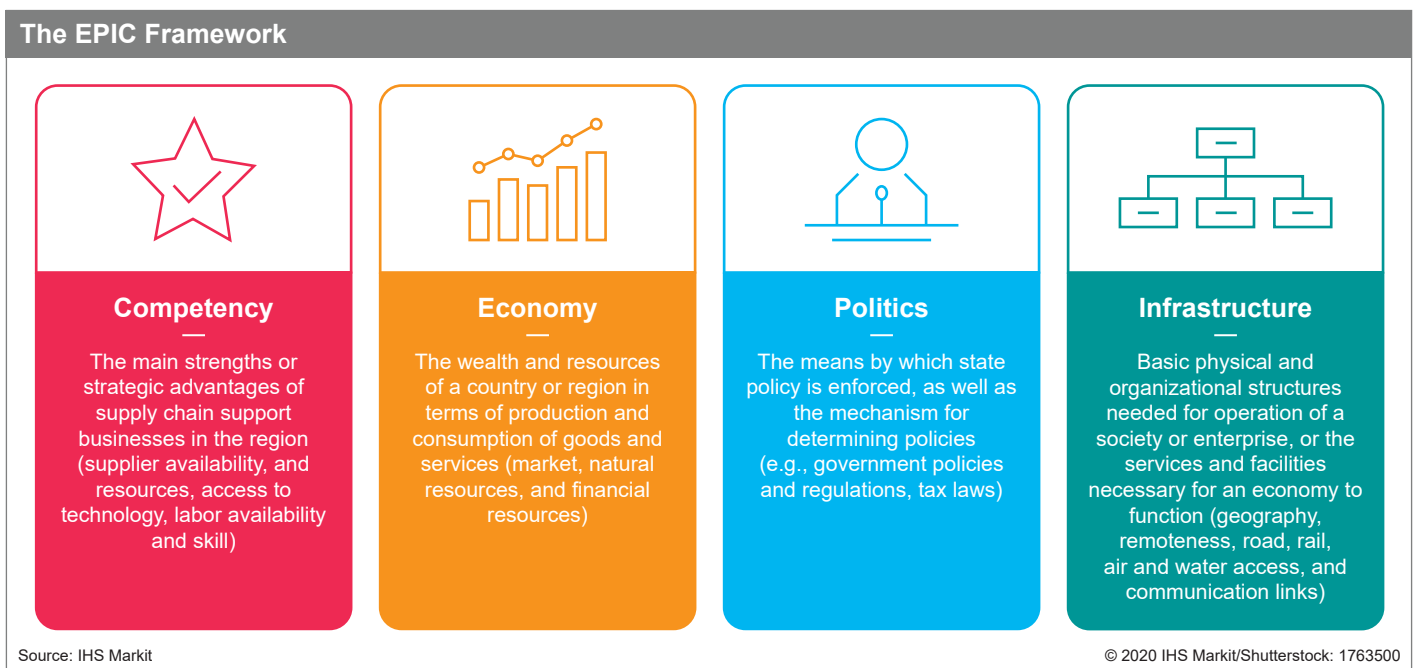 The EPIC Framework
Competency
The main strengths or
strategic advantages of
supply chain support
businesses in the region
(supplier availability, and
resources, access to
technology, labor availability
and skill)
Economy
The wealth and resources
of a country or region in
terms of production and
consumption of goods and
services (market, natural
resources, and financial
resources)
Politics
The means by which state
policy is enforced, as well as
the mechanism for
determining policies
(e.g., government policies
and regulations, tax laws)
Infrastructure
Basic physical and
organizational structures
needed for operation of a
society or enterprise, or the
services and facilities
necessary for an economy to
function (geography,
remoteness, road, rail,
air and water access, and
communication links)
Source: IHS Markit
© 2020 IHS Markit/Shutterstock: 1763500